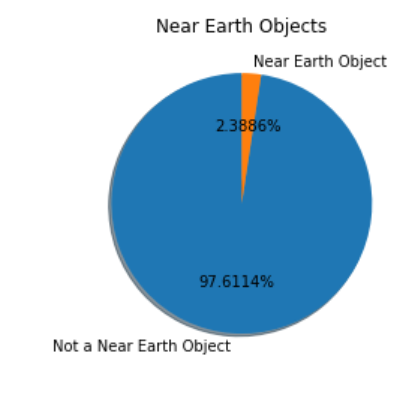 Near Earth Objects
Near Earth Object
2.3886%
97.6114%
Not a Near Earth Object